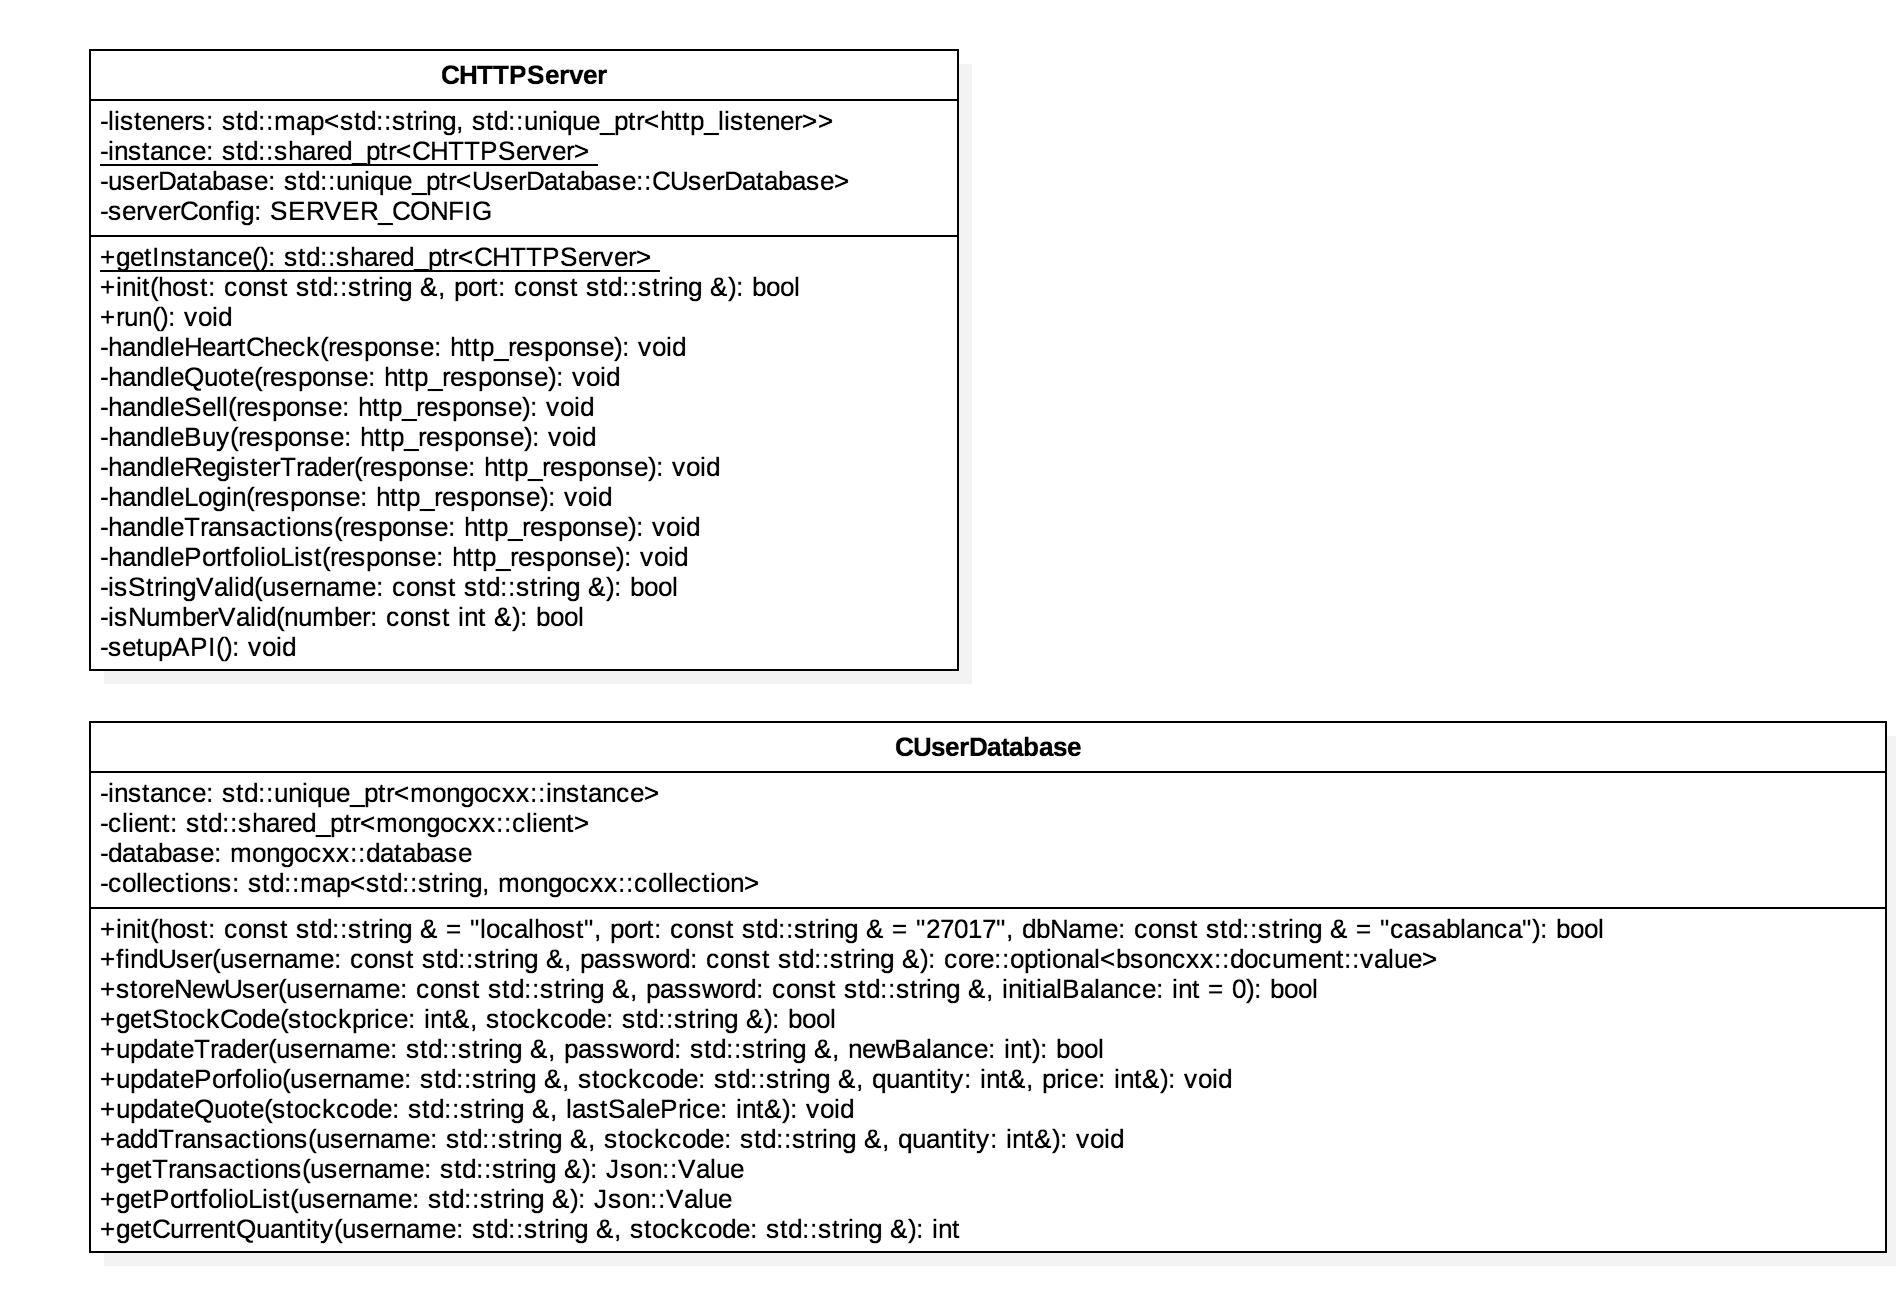 CHTTPServer
-listeners: std::map<std::string, std::unique_ptr<http_listener>>
-instance: std::shared_ptr<CHTTPServer>
-userDatabase: std::unique_ptr<UserDatabase::CUserDatabase>
-serverConfig: SERVER_CONFIG
+getInstance(): std::shared_ptr<CHTTPServer>
+init(host: const std::string &, port: const std::string &): bool
+run(): void
-handleHeartCheck(response: http_response): void
-handleQuote(response: http_response): void
-handleSell(response: http_response): void
-handleBuy(response: http_response): void
-handleRegisterTrader(response: http_response): void
-handleLogin(response: http_response): void
-handleTransactions(response: http_response): void
-handlePortfolioList(response: http_response): void
-isStringValid(username: const std::string &): bool
-isNumberValid(number: const int &): bool
-setupAPI(): void
CUserDatabase
-instance: std::unique_ptr<mongocxx::instance>
-client: std::shared_ptr<mongocxx::client>
-database: mongocxx::database
-collections: std::map<std::string, mongocxx::collection>
+init(host: const std::string & = "localhost", port: const std::string & = "27017", dbName: const std::string & = "casablanca"): bool
+findUser(username: const std::string &, password: const std::string &): core::optional<bsoncxx::document::value>
+storeNewUser(username: const std::string &, password: const std::string &, initialBalance: int = 0): bool
+getStockCode(stockprice: int&, stockcode: std::string &): bool
+updateTrader(username: std::string &, password: std::string &, newBalance: int): bool
+updatePorfolio(username: std::string &, stockcode: std::string &, quantity: int&, price: int&): void
+updateQuote(stockcode: std::string &, lastSalePrice: int&): void
+addTransactions(username: std::string &, stockcode: std::string &, quantity: int&): void
+getTransactions(username: std::string &): Json::Value
+getPortfolioList(username: std::string &): Json::Value
+getCurrentQuantity(username: std::string &, stockcode: std::string &): int